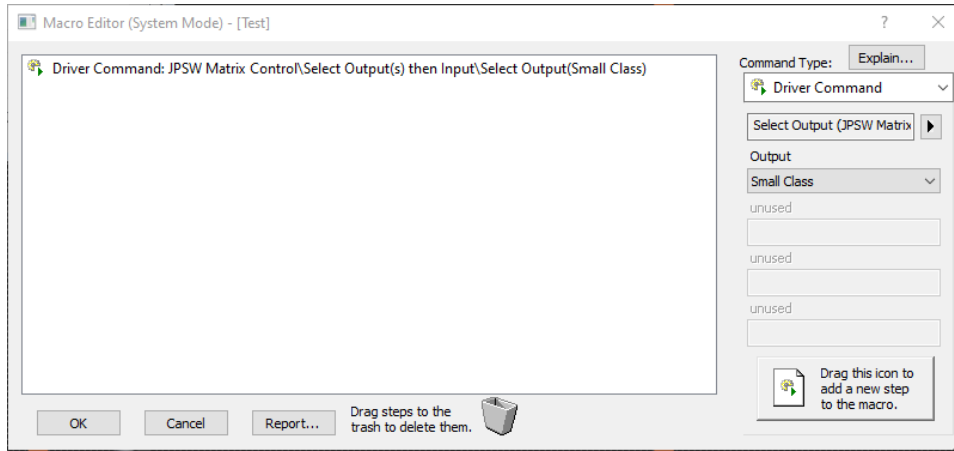 Macro Editor (System Mode) - [Test]
?
Driver Command: JPSW Matrix Control\Select Output(s) then Input\Select Output(Small Class)
Command Type:
Explain...
Driver Command
Select Output (JPSW Matrix
Output
Small Class
unused
unused
unused
Drag this icon to
add a new step
to the macro.
OK
Cancel
Report...
Drag steps to the
trash to delete them.